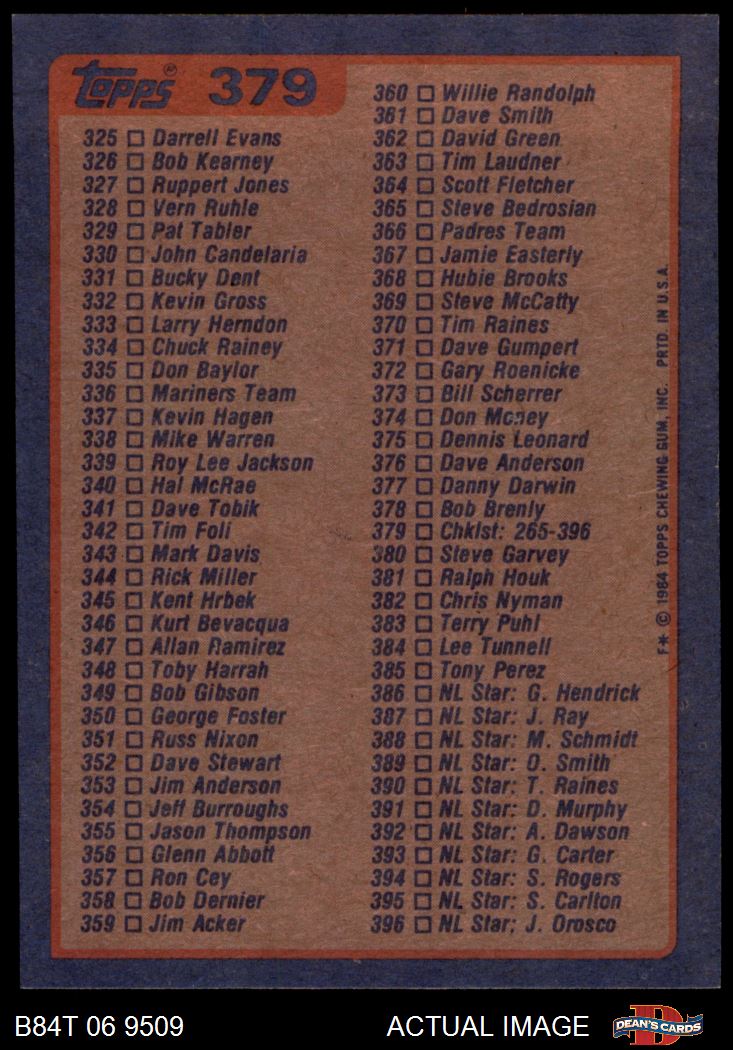 Topps® 379
325 □ Darrell Evans
326 □ Bob Kearney
327 □ Ruppert Jones
328 □ Vern Ruhle
329 □ Pat Tabler
330 □ John Candelaria
331 □ Bucky Dent
332 □ Kevin Gross
333 □ Larry Herndon
334 □ Chuck Rainey
335 □ Don Baylor
336 □ Mariners Team
337 □ Kevin Hagen
338 □ Mike Warren
339 □ Roy Lee Jackson
340 □ Hal McRae
341 □ Dave Tobik
342 □ Tim Foli
343 □ Mark Davis
344 □ Rick Miller
345 □ Kent Hrbek
346 □ Kurt Bevacqua
347 □ Allan Ramirez
348 □ Toby Harrah
349 □ Bob Gibson
350 □ George Foster
351 □ Russ Nixon
352 □ Dave Stewart
353 □ Jim Anderson
354 □ Jeff Burroughs
355 □ Jason Thompson
356 □ Glenn Abbott
357 □ Ron Cey
358 □ Bob Dernier
359 □ Jim Acker
360 □ Willie Randolph
361 □ Dave Smith
362 □ David Green
363 □ Tim Laudner
364 □ Scott Fletcher
365 □ Steve Bedrosian
366 □ Padres Team
367 □ Jamie Easterly
368 □ Hubie Brooks
369 □ Steve McCatty
370 □ Tim Raines
371 □ Dave Gumpert
372 □ Gary Roenicke
373 □ Bill Scherrer
374 □ Don Money
375 □ Dennis Leonard
376 □ Dave Anderson
377 □ Danny Darwin
378 □ Bob Brenly
379 □ Chklst: 265-396
380 □ Steve Garvey
381 □ Ralph Houk
382 □ Chris Nyman
383 □ Terry Puhl
384 □ Lee Tunnell
385 □ Tony Perez
386 □ NL Star: G. Hendrick
387 □ NL Star: J. Ray
388 □ NL Star: M. Schmidt
389 □ NL Star: O. Smith
390 □ NL Star: T. Raines
391 □ NL Star: D. Murphy
392 □ NL Star: A. Dawson
393 □ NL Star: G. Carter
394 □ NL Star: S. Rogers
395 □ NL Star: S. Carlton
396 □ NL Star: J. Orosco
F* © 1984 TOPPS CHEWING GUM, INC. PRTD. IN U.S.A.
B84T 06 9509 ACTUAL IMAGE
D
DEAN'S CARDS